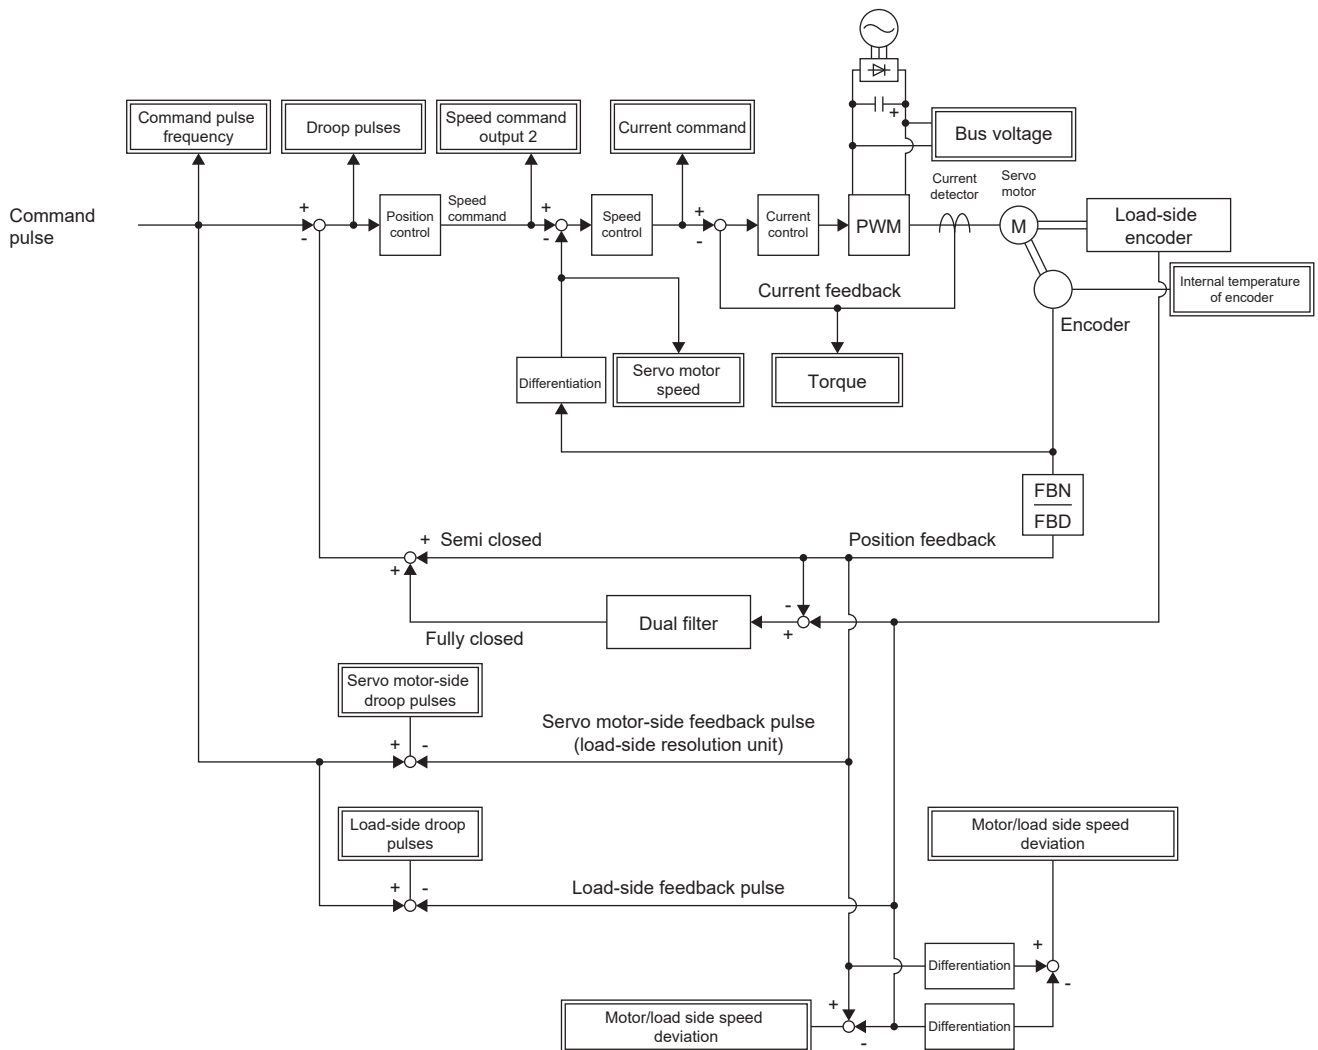 Command pulse
frequency
Droop pulses
Speed command
output 2
Current command
+
Bus voltage
Command
pulse
+
-
Position
control
Speed
command
+
-
Speed
control
+
-
Current
control
PWM
Current
detector
Servo
motor
M
Load-side
encoder
Internal temperature
of encoder
Encoder
Current feedback
Differentiation
Servo motor
speed
Torque
FBN
FBD
+
Semi closed
Position feedback
+
Fully closed
Dual filter
-
+
Servo motor-side
droop pulses
+
-
Servo motor-side feedback pulse
(load-side resolution unit)
Load-side droop
pulses
+
-
Load-side feedback pulse
Motor/load side speed
deviation
Differentiation
+
-
Motor/load side speed
deviation
+
-
Differentiation